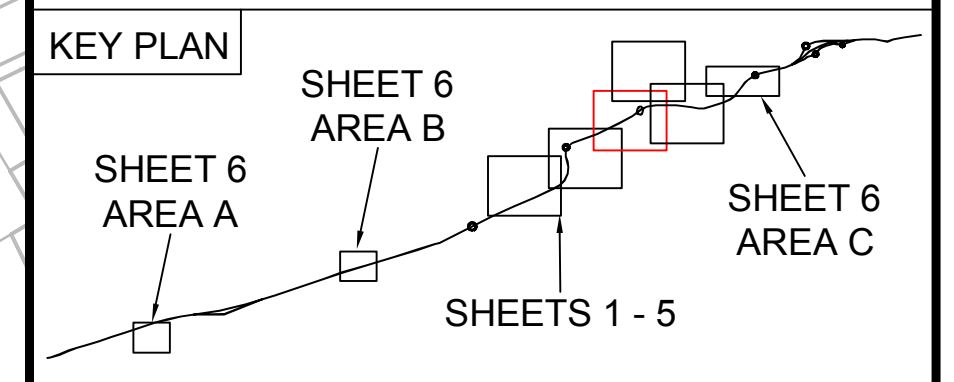 KEY PLAN
SHEET 6
AREA B
SHEET 6
AREA A
SHEET 6
AREA C
SHEETS 1 - 5